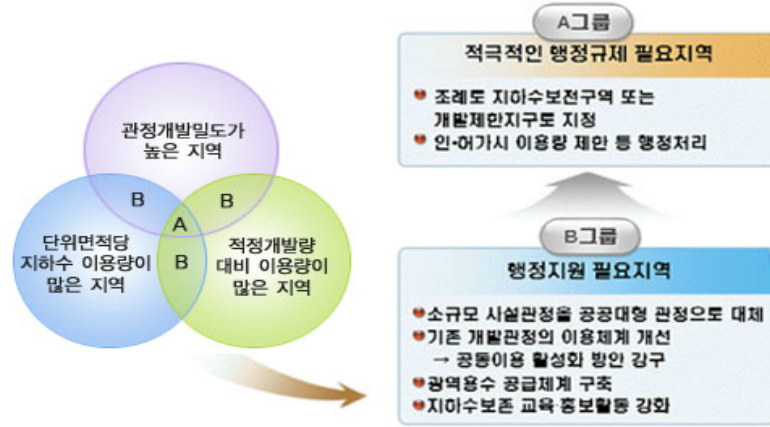 관정개발밀도가
높은 지역
B
B
A
B
단위면적당
지하수 이용량이
많은 지역
적정개발량
대비 이용량이
많은 지역
A그룹
적극적인 행정규제 필요지역
조례로 지하수보전구역 또는
개발제한지구로 지정
인·허가시 이용량 제한 등 행정처리
B그룹
행정지원 필요지역
소규모 사설관정을 공공대형 관정으로 대체
기존 개발관정의 이용체계 개선
→ 공동이용 활성화 방안 강구
광역용수 공급체계 구축
지하수보존 교육·홍보활동 강화